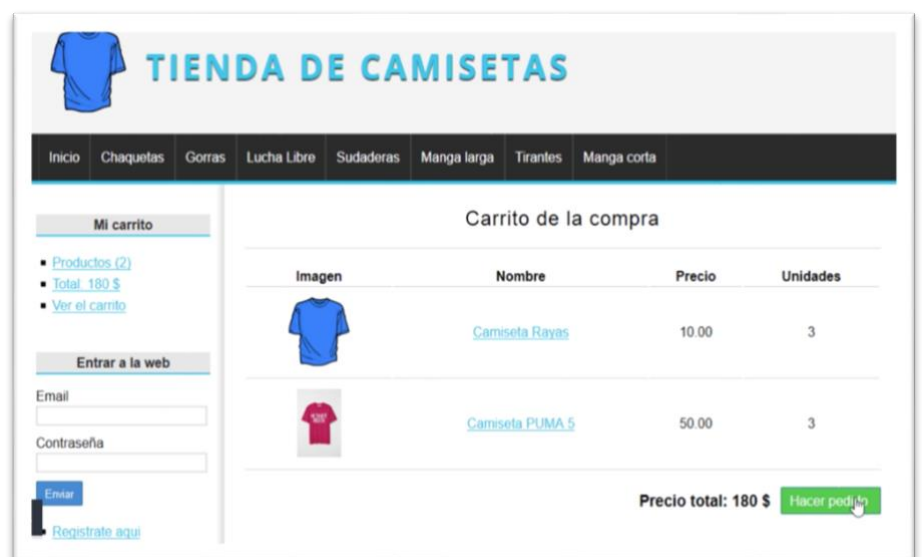 TIENDA DE CAMISETAS
Inicio Chaquetas Gorras Lucha Libre Sudaderas Manga larga Tirantes Manga corta
Mi carrito
Productos (2)
Total: 180 $
Ver el carrito
Entrar a la web
Email
Contraseña
Enviar
Registrate aqui
Carrito de la compra
Imagen Nombre Precio Unidades
Camiseta Rayas 10.00 3
Camiseta PUMA 5 50.00 3
Precio total: 180 $ Hacer pedido